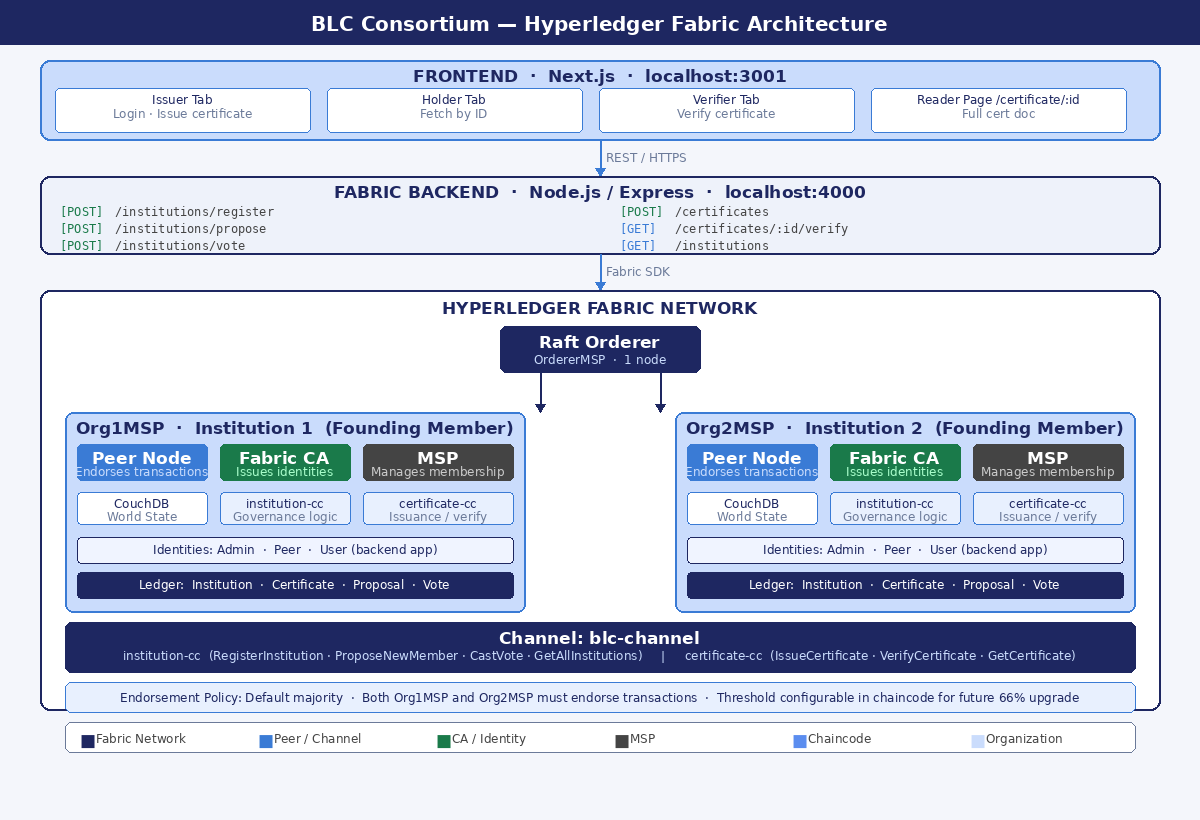 BLC Consortium — Hyperledger Fabric Architecture
FRONTEND · Next.js · localhost:3001
Issuer Tab
Login · Issue certificate
Holder Tab
Fetch by ID
Verifier Tab
Verify certificate
Reader Page /certificate/:id
Full cert doc
REST / HTTPS
FABRIC BACKEND · Node.js / Express · localhost:4000
[POST] /institutions/register
[POST] /institutions/propose
[POST] /institutions/vote
[POST] /certificates
[GET] /certificates/:id/verify
[GET] /institutions
Fabric SDK
HYPERLEDGER FABRIC NETWORK
Raft Orderer
OrdererMSP · 1 node
Org1MSP · Institution 1 (Founding Member)
Peer Node
Endorses transactions
Fabric CA
Issues identities
MSP
Manages membership
CouchDB
World State
institution-cc
Governance logic
certificate-cc
Issuance / verify
Identities: Admin · Peer · User (backend app)
Ledger: Institution · Certificate · Proposal · Vote
Org2MSP · Institution 2 (Founding Member)
Peer Node
Endorses transactions
Fabric CA
Issues identities
MSP
Manages membership
CouchDB
World State
institution-cc
Governance logic
certificate-cc
Issuance / verify
Identities: Admin · Peer · User (backend app)
Ledger: Institution · Certificate · Proposal · Vote
Channel: blc-channel
institution-cc (RegisterInstitution · ProposeNewMember · CastVote · GetAllInstitutions) | certificate-cc (IssueCertificate · VerifyCertificate · GetCertificate)
Endorsement Policy: Default majority · Both Org1MSP and Org2MSP must endorse transactions · Threshold configurable in chaincode for future 66% upgrade
Fabric Network
Peer / Channel
CA / Identity
MSP
Chaincode
Organization